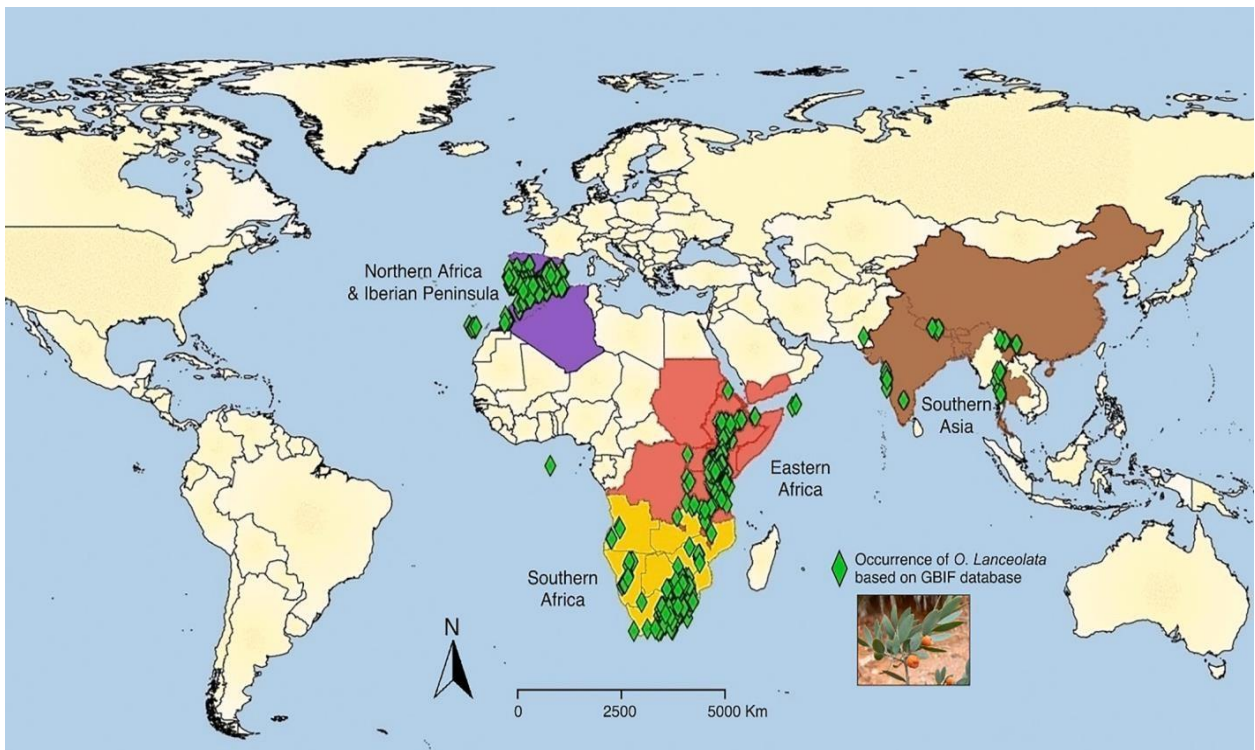 Northern Africa
& Iberian Peninsula
Southern
Asia
Eastern
Africa
Southern
Africa
Occurrence of O. Lanceolata
based on GBIF database
N
0 2500 5000 Km